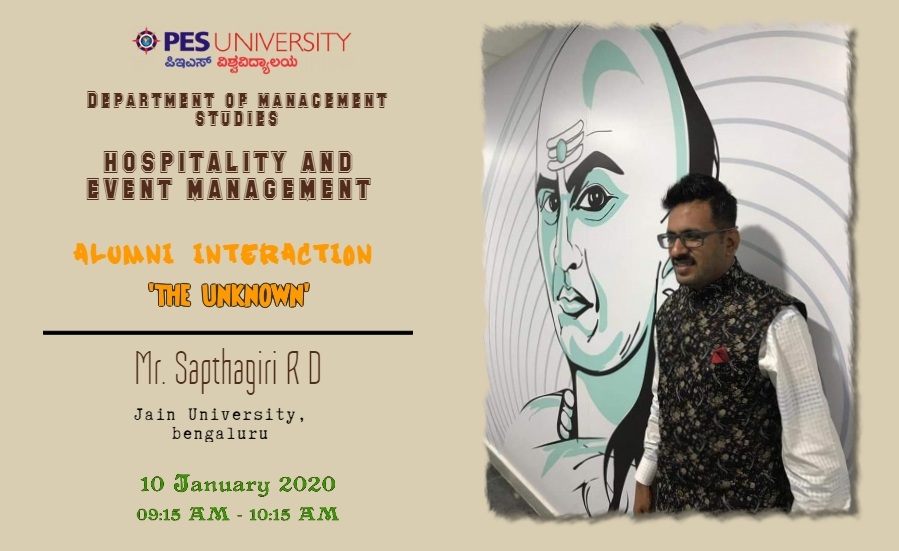 PES UNIVERSITY
ಪಿಇಎಸ್ ವಿಶ್ವವಿದ್ಯಾಲಯ
DEPARTMENT OF MANAGEMENT
STUDIES
HOSPITALITY AND
EVENT MANAGEMENT
ALUMNI INTERACTION
'THE UNKNOWN'
Mr. Sapthagiri R D
Jain University,
bengaluru
10 January 2020
09:15 AM - 10:15 AM